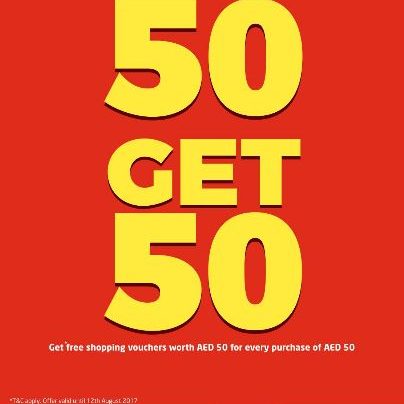 50
GET
50
Get *free shopping vouchers worth AED 50 for every purchase of AED 50
*T&C apply. Offer valid until 12th August 2017